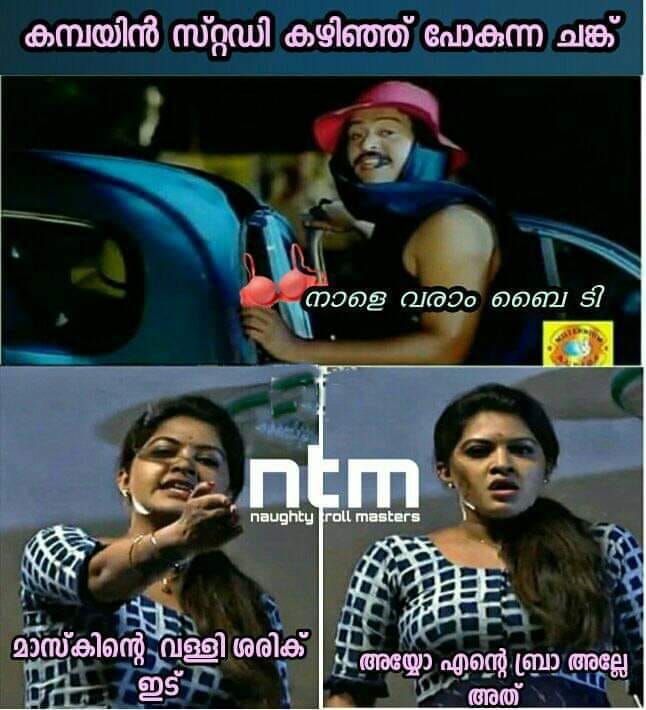 കമ്പയിൻ സ്റ്റഡി കഴിഞ്ഞ് പോകുന്ന ചങ്ക്
നാളെ വരാം ബൈ ടി
ntm
naughty troll masters
മാസ്കിന്റെ വള്ളി ശരിക്
ഇട്
അയ്യോ എന്റെ ബ്രാ അല്ലേ
അത്